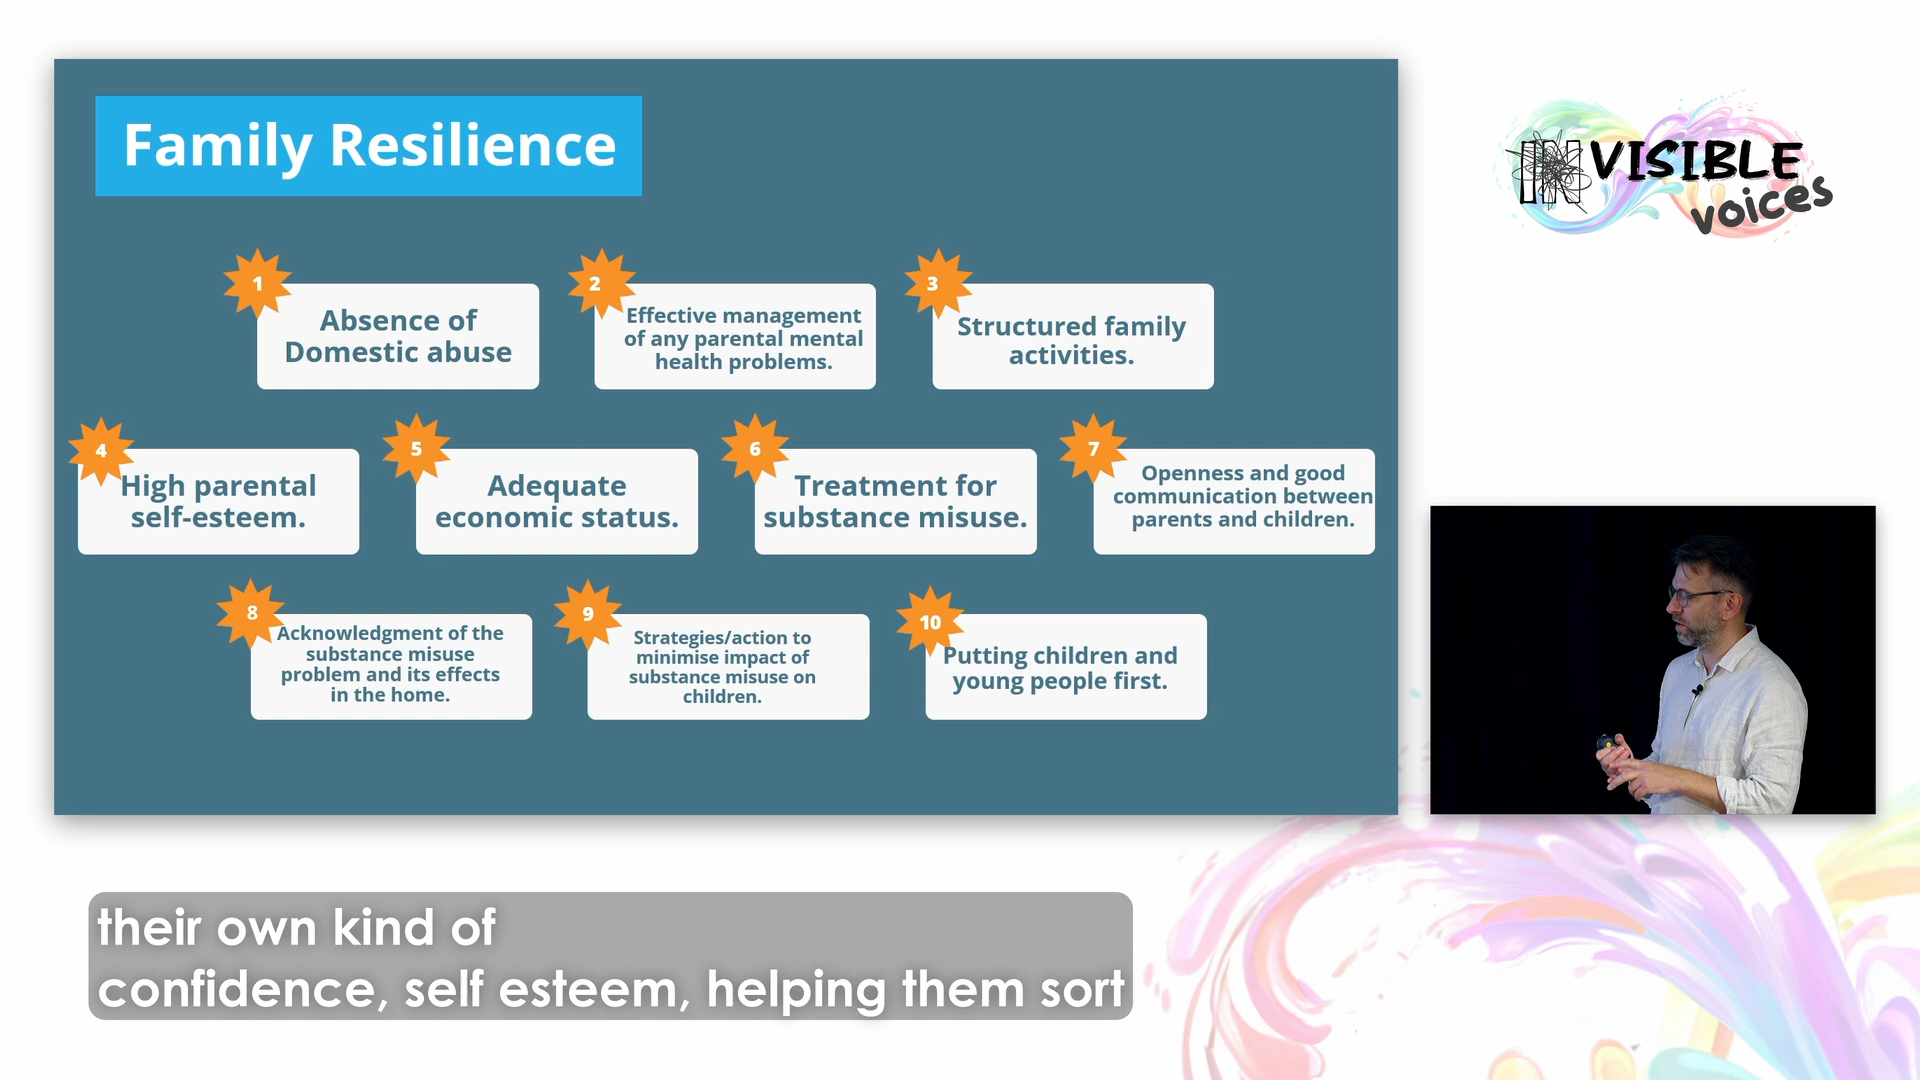 Family Resilience
INVISIBLE
voices
1
Absence of
Domestic abuse
2
Effective management
of any parental mental
health problems.
3
Structured family
activities.
4
High parental
self-esteem.
5
Adequate
economic status.
6
Treatment for
substance misuse.
7
Openness and good
communication between
parents and children.
8
Acknowledgment of the
substance misuse
problem and its effects
in the home.
9
Strategies/action to
minimise impact of
substance misuse on
children.
10
Putting children and
young people first.
their own kind of
confidence, self esteem, helping them sort